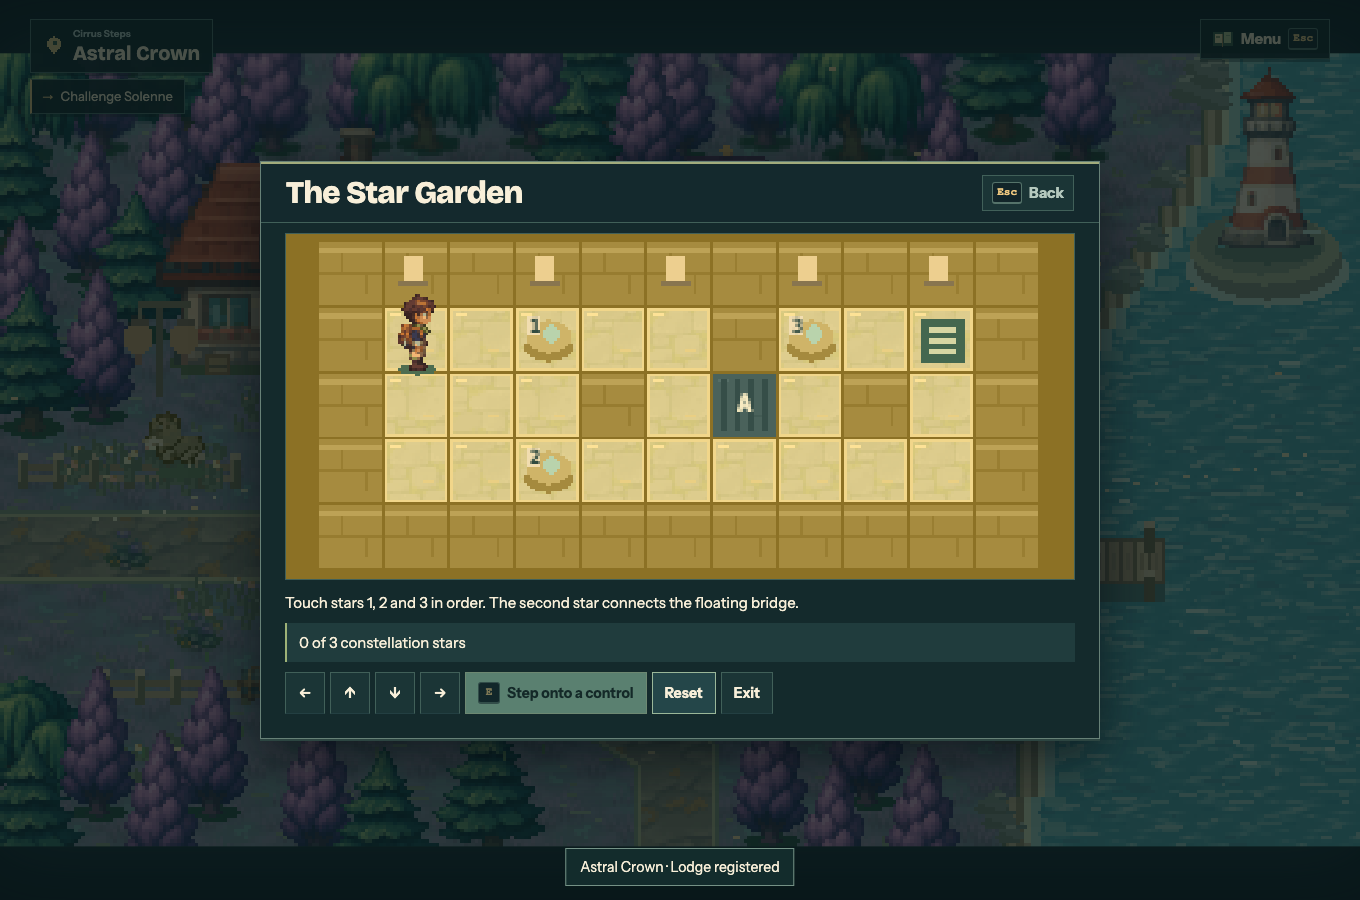 Cirrus Steps
Astral Crown
→ Challenge Solenne
Menu Esc
The Star Garden
Esc Back
1
3
A
2
Touch stars 1, 2 and 3 in order. The second star connects the floating bridge.
0 of 3 constellation stars
← ↑ ↓ → E Step onto a control Reset Exit
Astral Crown · Lodge registered